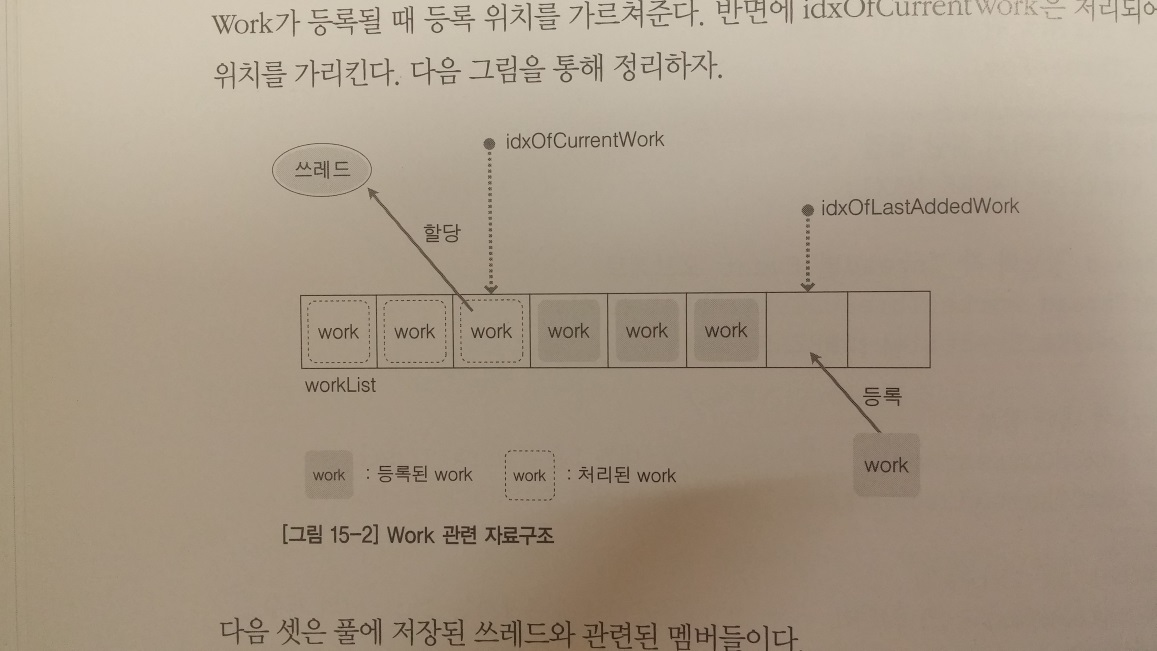 Work가 등록될 때 등록 위치를 가르쳐준다. 반면에 idxOfCurrentWork은 처리되어
위치를 가리킨다. 다음 그림을 통해 정리하자.
idxOfCurrentWork
쓰레드
idxOfLastAddedWork
할당
work work work work work work
workList
등록
work
work : 등록된 work work : 처리된 work
[그림 15-2] Work 관련 자료구조
다음 셋은 풀에 저장된 쓰레드와 관련된 멤버들이다.